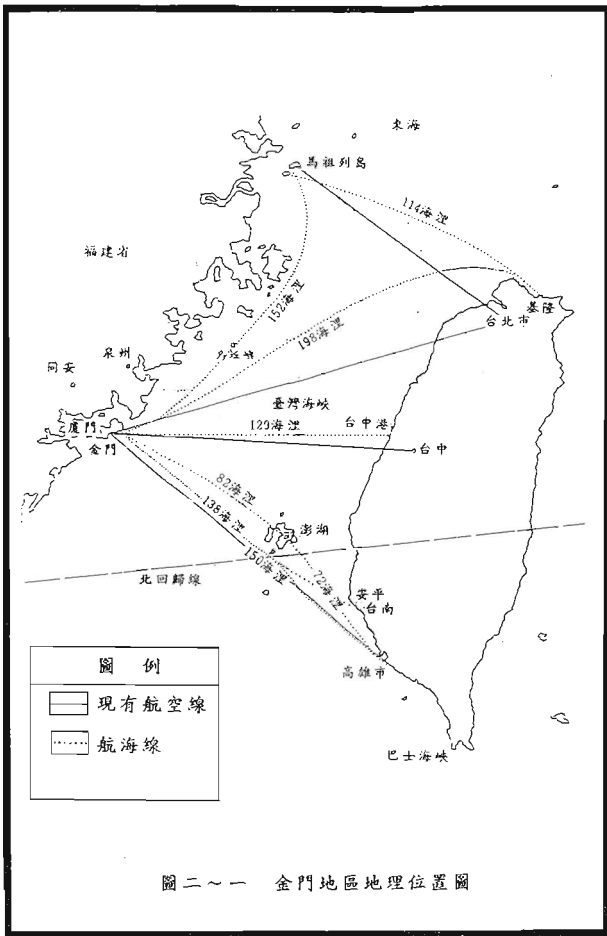 東海
馬祖列島
114海浬
福建省
152海浬
198海浬
基隆
台北市
泉州
同安
臺灣海峽
台中港
129海浬
廈門
金門
台中
82海浬
138海浬
澎湖
150海浬
72海浬
北回歸線
安平
台南
高雄市
巴士海峽
圖 例
現有航空線
航海線
圖二～一 金門地區地理位置圖